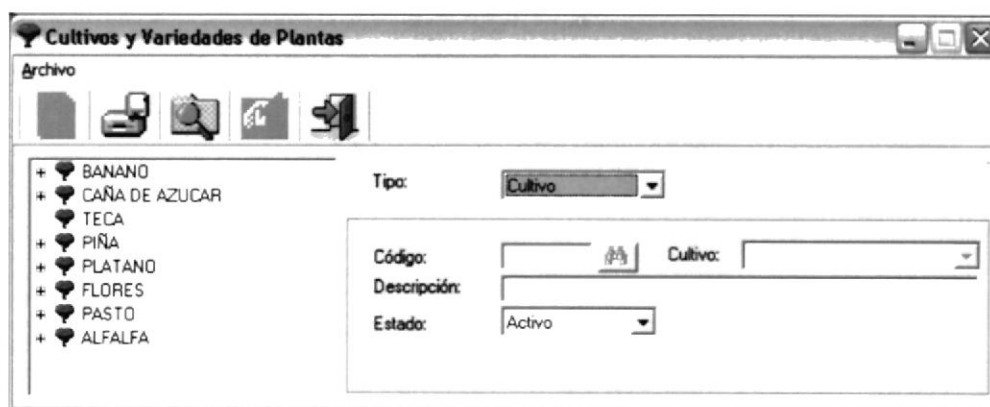 Cultivos y Variedades de Plantas
Archivo
+ BANANO
+ CAÑA DE AZUCAR
TECA
+ PIÑA
+ PLATANO
+ FLORES
+ PASTO
+ ALFALFA
Tipo: Cultivo
Código: Cultivo:
Descripción:
Estado: Activo